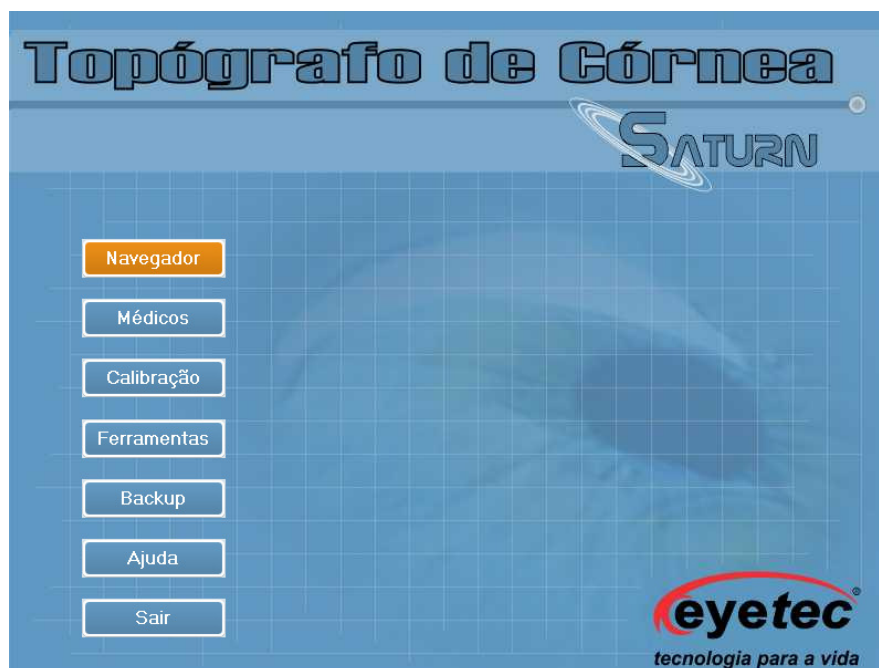 Topógrafo de Córnea
SATURN
Navegador
Médicos
Calibração
Ferramentas
Backup
Ajuda
Sair
eyetec®
tecnologia para a vida